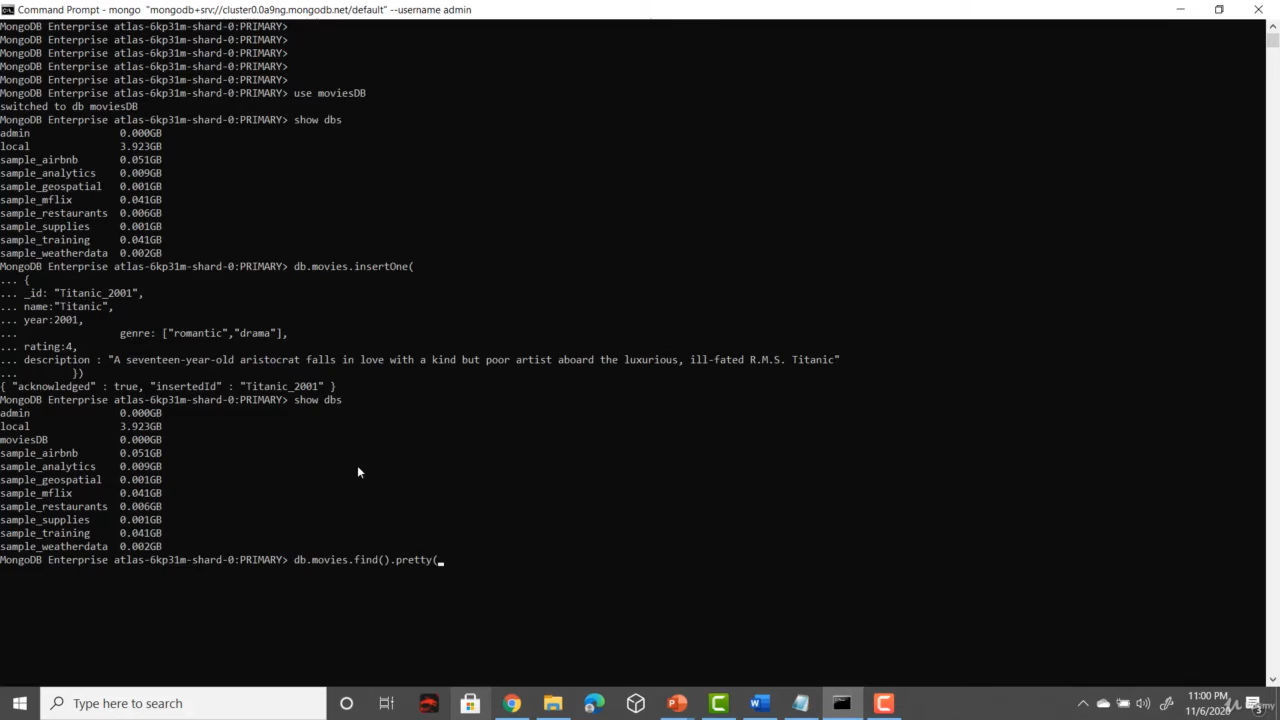 Command Prompt - mongo "mongodb+srv://cluster0.0a9ng.mongodb.net/default" --username admin
MongoDB Enterprise atlas-6kp31m-shard-0:PRIMARY>
MongoDB Enterprise atlas-6kp31m-shard-0:PRIMARY>
MongoDB Enterprise atlas-6kp31m-shard-0:PRIMARY>
MongoDB Enterprise atlas-6kp31m-shard-0:PRIMARY>
MongoDB Enterprise atlas-6kp31m-shard-0:PRIMARY>
MongoDB Enterprise atlas-6kp31m-shard-0:PRIMARY> use moviesDB
switched to db moviesDB
MongoDB Enterprise atlas-6kp31m-shard-0:PRIMARY> show dbs
admin 0.000GB
local 3.923GB
sample_airbnb 0.051GB
sample_analytics 0.009GB
sample_geospatial 0.001GB
sample_mflix 0.041GB
sample_restaurants 0.006GB
sample_supplies 0.001GB
sample_training 0.041GB
sample_weatherdata 0.002GB
MongoDB Enterprise atlas-6kp31m-shard-0:PRIMARY> db.movies.insertOne(
... {
... _id: "Titanic_2001",
... name:"Titanic",
... year:2001,
... genre: ["romantic","drama"],
... rating:4,
... description : "A seventeen-year-old aristocrat falls in love with a kind but poor artist aboard the luxurious, ill-fated R.M.S. Titanic"
... })
{ "acknowledged" : true, "insertedId" : "Titanic_2001" }
MongoDB Enterprise atlas-6kp31m-shard-0:PRIMARY> show dbs
admin 0.000GB
local 3.923GB
moviesDB 0.000GB
sample_airbnb 0.051GB
sample_analytics 0.009GB
sample_geospatial 0.001GB
sample_mflix 0.041GB
sample_restaurants 0.006GB
sample_supplies 0.001GB
sample_training 0.041GB
sample_weatherdata 0.002GB
MongoDB Enterprise atlas-6kp31m-shard-0:PRIMARY> db.movies.find().pretty(
Type here to search
11:00 PM
11/6/2020